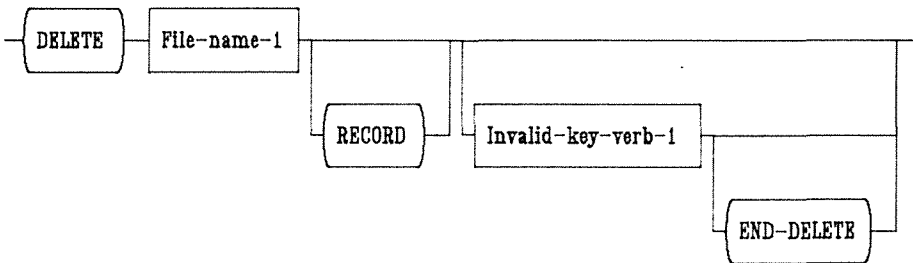 DELETE File-name-1
RECORD Invalid-key-verb-1
END-DELETE